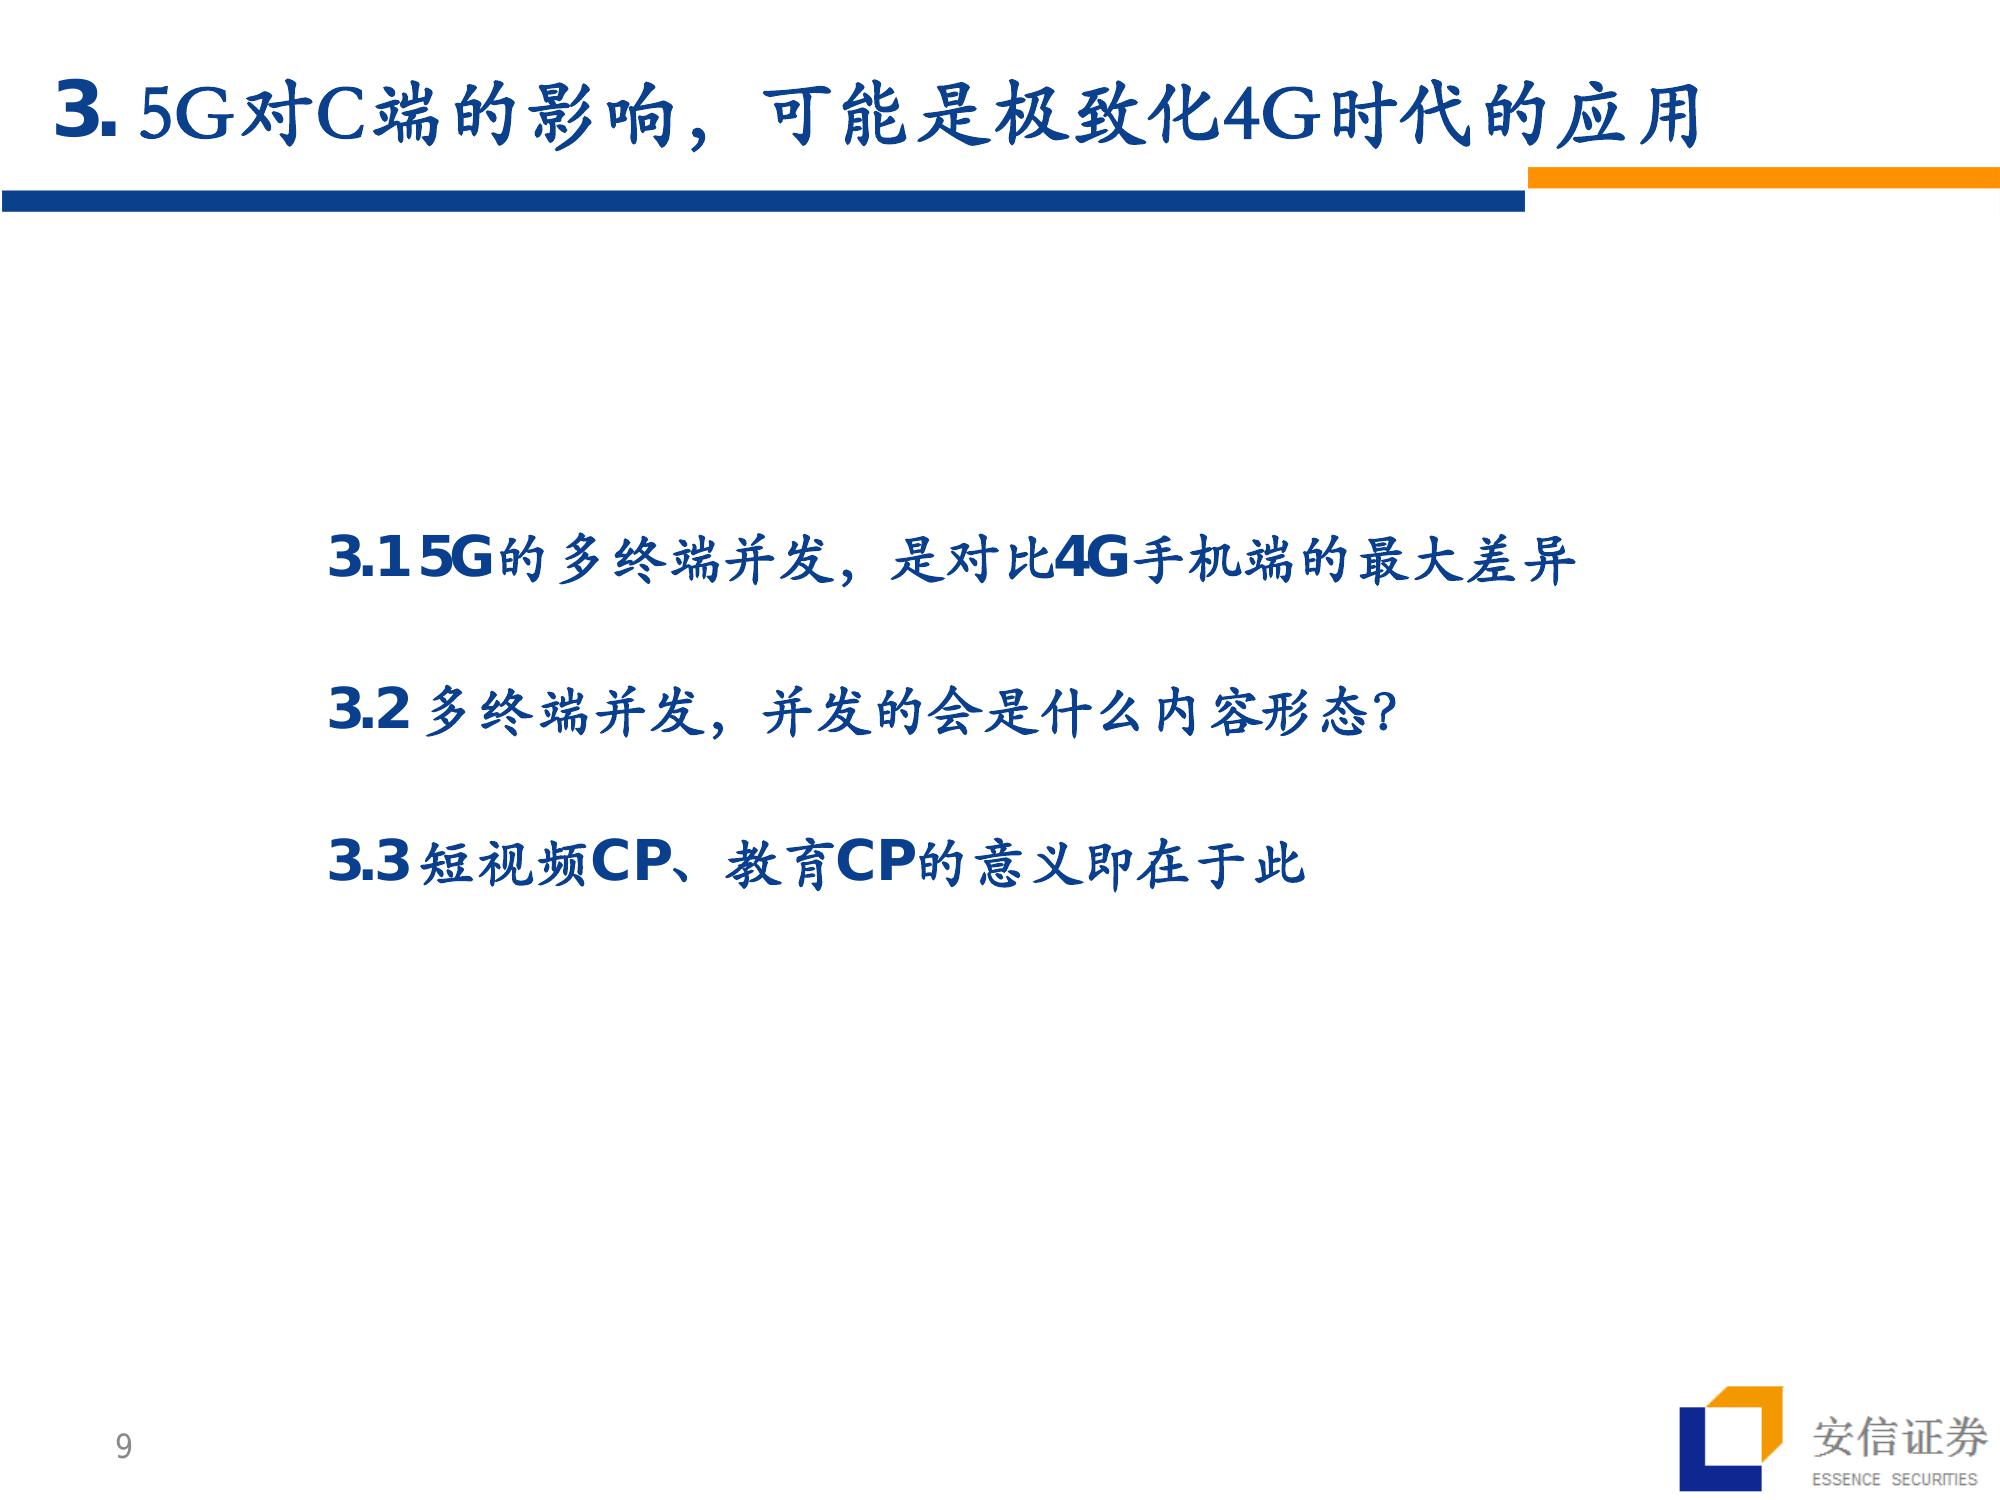 3. 5G对C端的影响，可能是极致化4G时代的应用
3.1 5G的多终端并发，是对比4G手机端的最大差异
3.2 多终端并发，并发的会是什么内容形态？
3.3 短视频CP、教育CP的意义即在于此
9
安信证券
ESSENCE SECURITIES